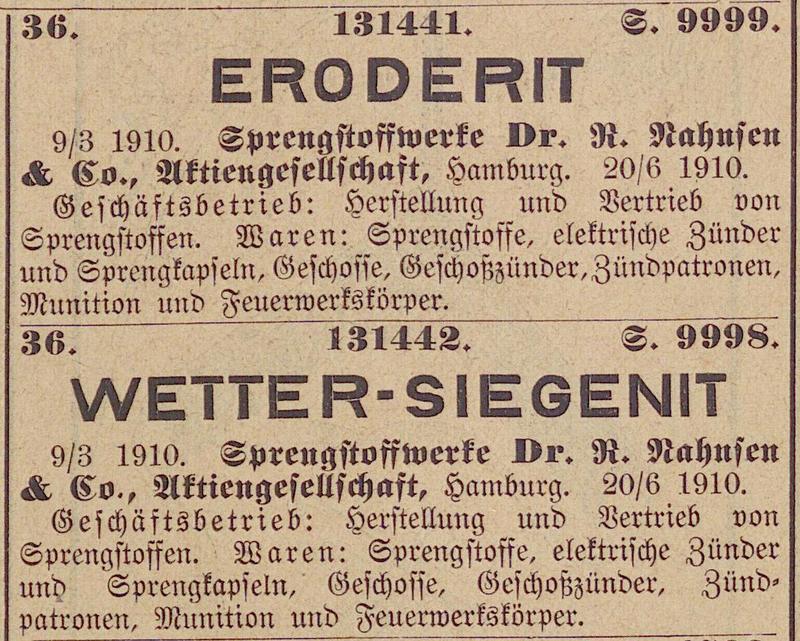 36. 131441. S. 9999.
ERODERIT
9/3 1910. Sprengstoffwerke Dr. R. Nahnsen
& Co., Aktiengesellschaft, Hamburg. 20/6 1910.
Geschäftsbetrieb: Herstellung und Vertrieb von
Sprengstoffen. Waren: Sprengstoffe, elektrische Zünder
und Sprengkapseln, Geschosse, Geschoßzünder, Zündpatronen,
Munition und Feuerwerkskörper.
36. 131442. S. 9998.
WETTER-SIEGENIT
9/3 1910. Sprengstoffwerke Dr. R. Nahnsen
& Co., Aktiengesellschaft, Hamburg. 20/6 1910.
Geschäftsbetrieb: Herstellung und Vertrieb von
Sprengstoffen. Waren: Sprengstoffe, elektrische Zünder
und Sprengkapseln, Geschosse, Geschoßzünder, Zünd-
patronen, Munition und Feuerwerkskörper.